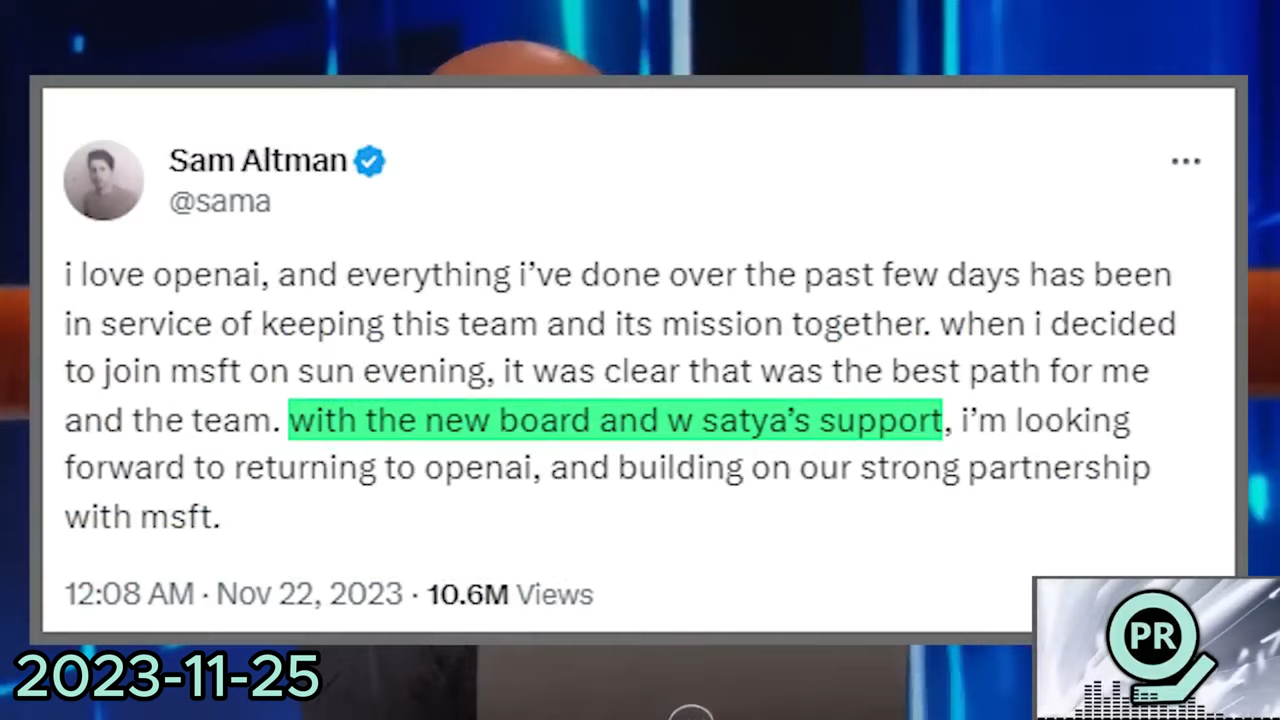 Sam Altman
@sama
i love openai, and everything i’ve done over the past few days has been
in service of keeping this team and its mission together. when i decided
to join msft on sun evening, it was clear that was the best path for me
and the team. with the new board and w satya’s support, i’m looking
forward to returning to openai, and building on our strong partnership
with msft.
12:08 AM · Nov 22, 2023 · 10.6M Views
PR
2023-11-25